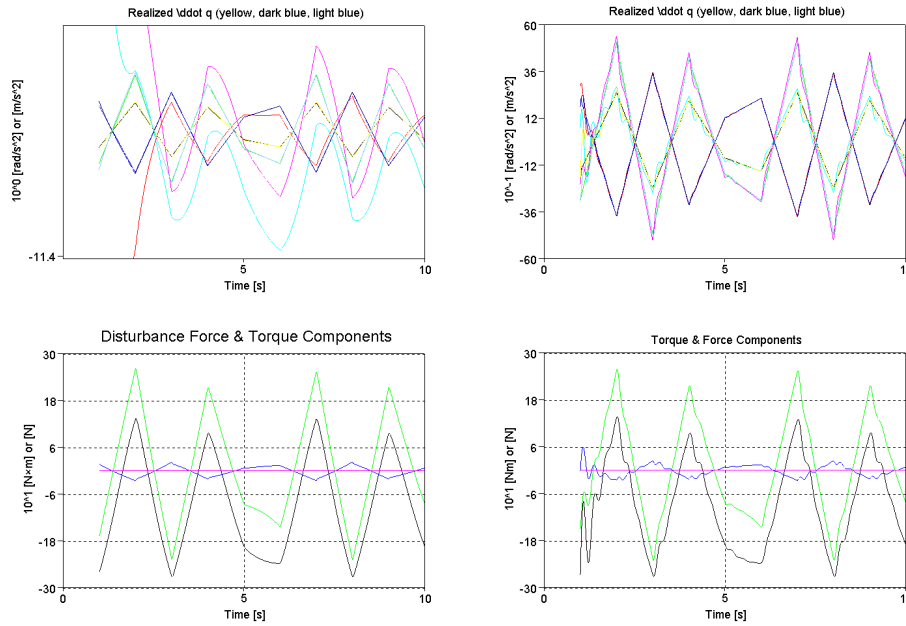 Realized \ddot q (yellow, dark blue, light blue)
10^0 [rad/s^2] or [m/s^2]
-11.4
0
5
10
Time [s]
Realized \ddot q (yellow, dark blue, light blue)
10^-1 [rad/s^2] or [m/s^2]
60
36
12
-12
-36
-60
0
5
1
Time [s]
Disturbance Force & Torque Components
10^1 [N×m] or [N]
30
18
6
-6
-18
-30
0
5
10
Time [s]
Torque & Force Components
10^1 [Nm] or [N]
30
18
6
-6
-18
-30
0
5
1
Time [s]